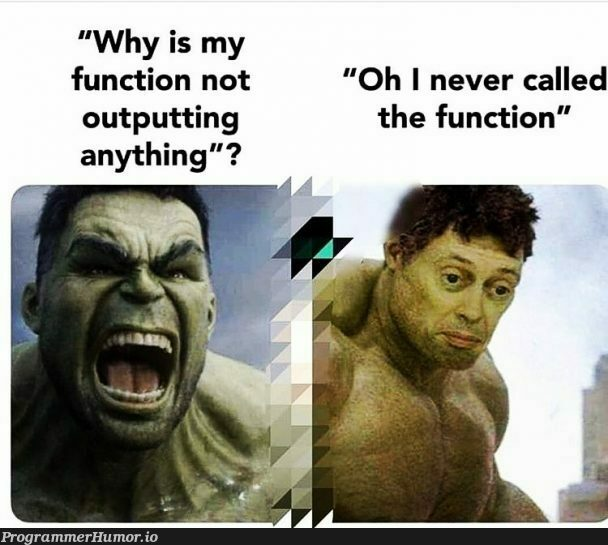 "Why is my
function not
outputting
anything"?
"Oh I never called
the function"
ProgrammerHumor.io